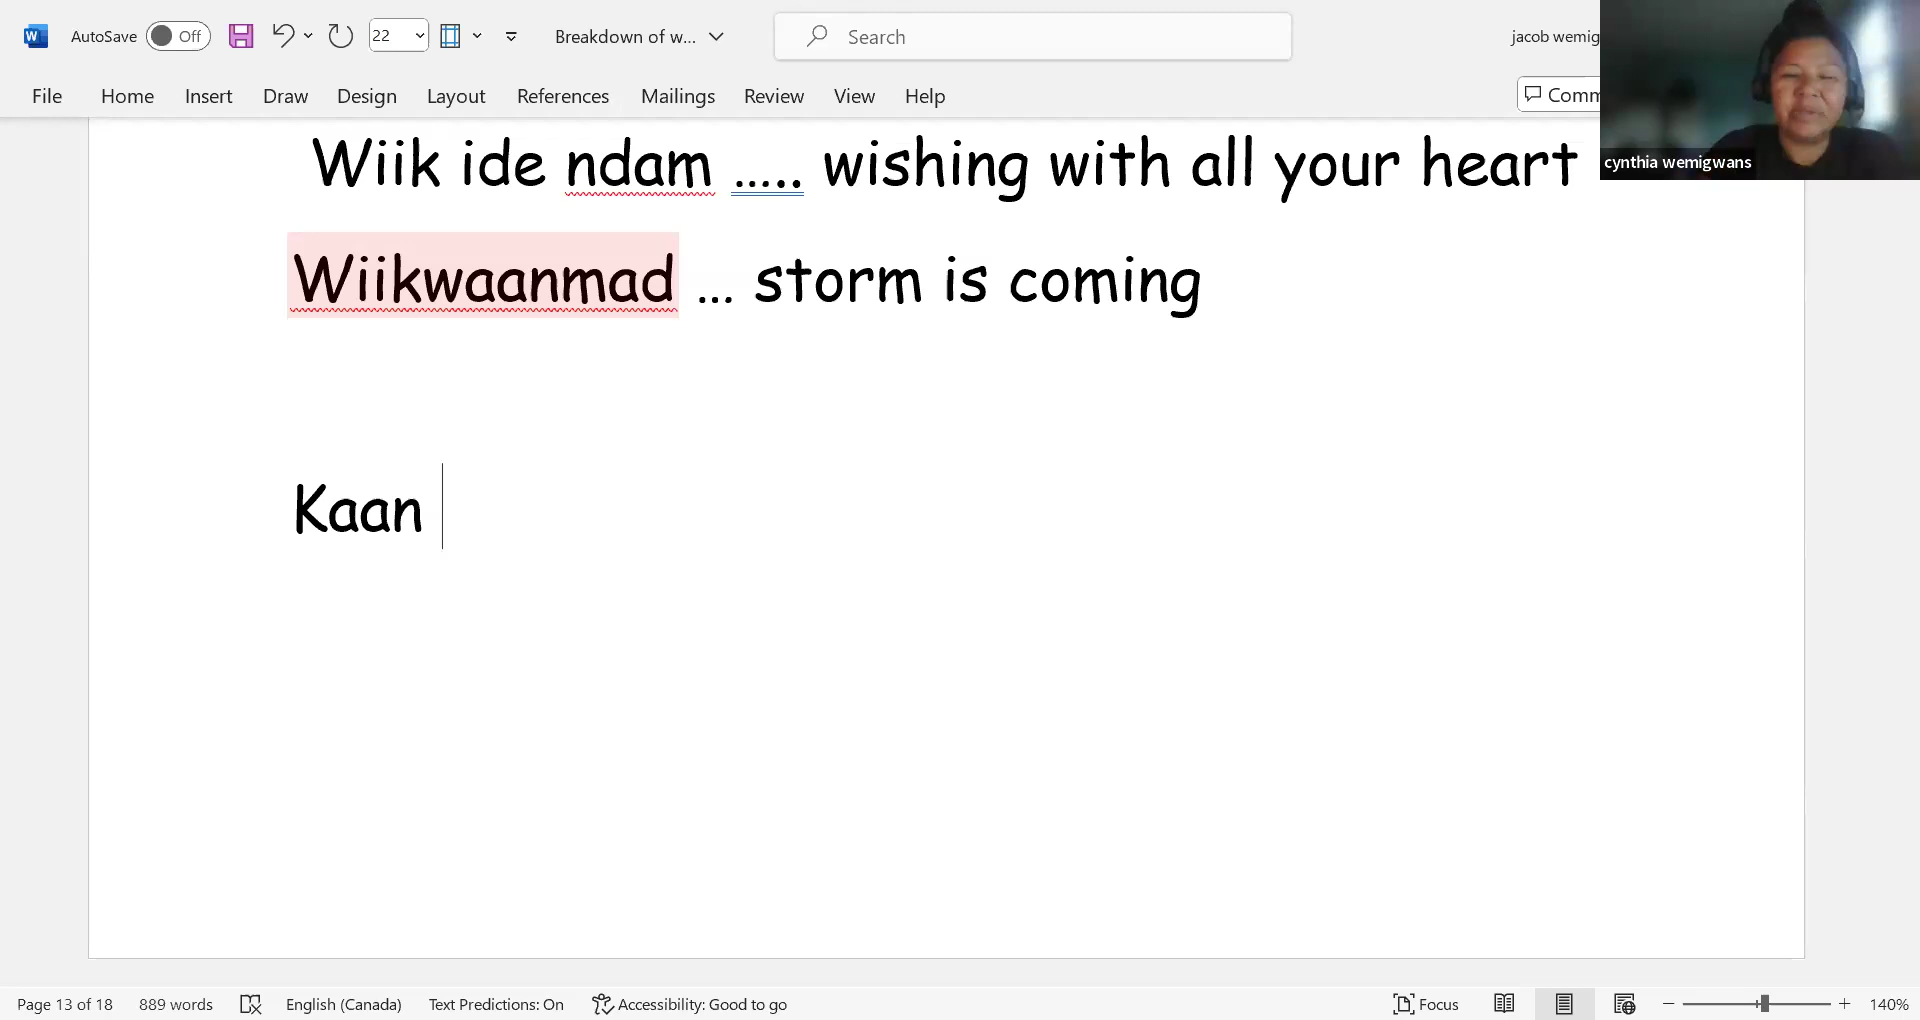 AutoSave Off 22 Breakdown of w... Search jacob wemig
File Home Insert Draw Design Layout References Mailings Review View Help Comm
cynthia wemigwans
Wiik ide ndam ..... wishing with all your heart
Wiikwaanmad ... storm is coming
Kaan
Page 13 of 18 889 words English (Canada) Text Predictions: On Accessibility: Good to go Focus 140%